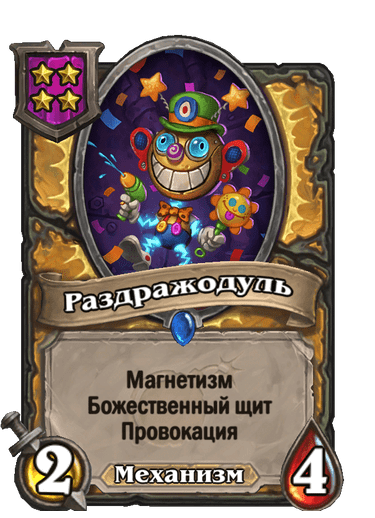 Раздражодуль
Магнетизм
Божественный щит
Провокация
2
Механизм
4